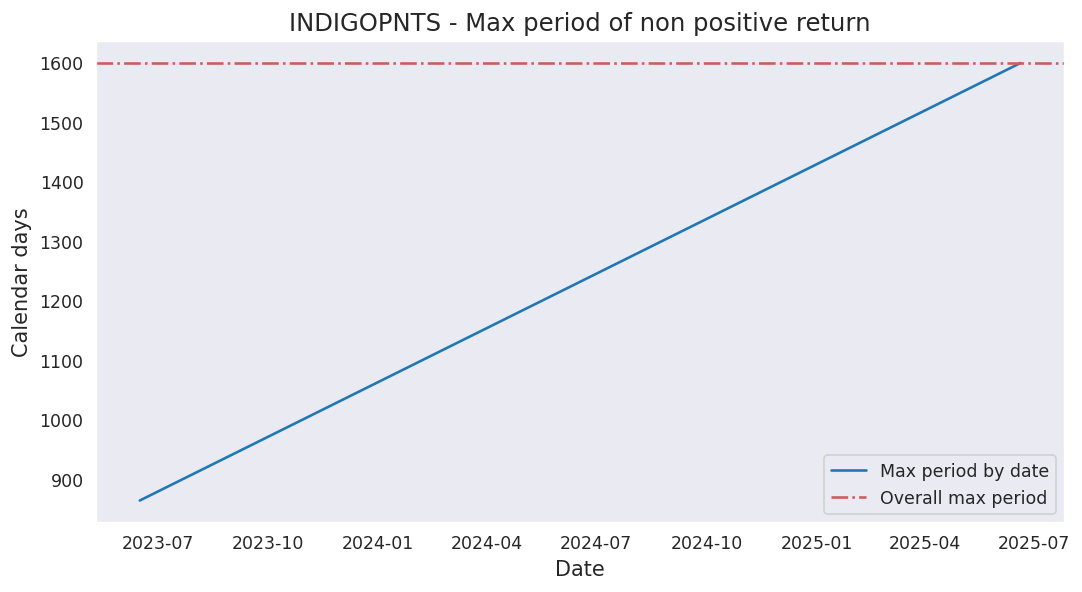 INDIGOPNTS - Max period of non positive return
1600
1500
1400
1300
1200
1100
1000
900
Calendar days
2023-07 2023-10 2024-01 2024-04 2024-07 2024-10 2025-01 2025-04 2025-07
Date
Max period by date
Overall max period